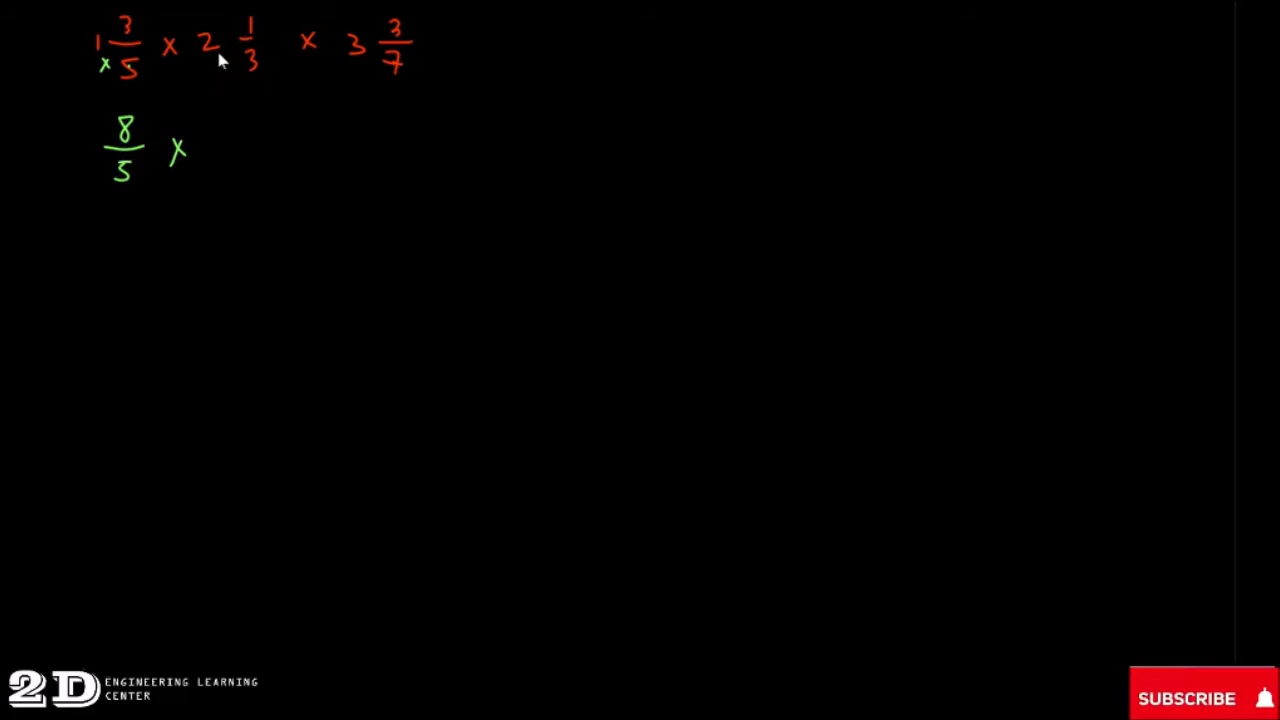 1 3/5 x 2 1/3 x 3 3/7
x
8/5 x
2D ENGINEERING LEARNING
CENTER
SUBSCRIBE